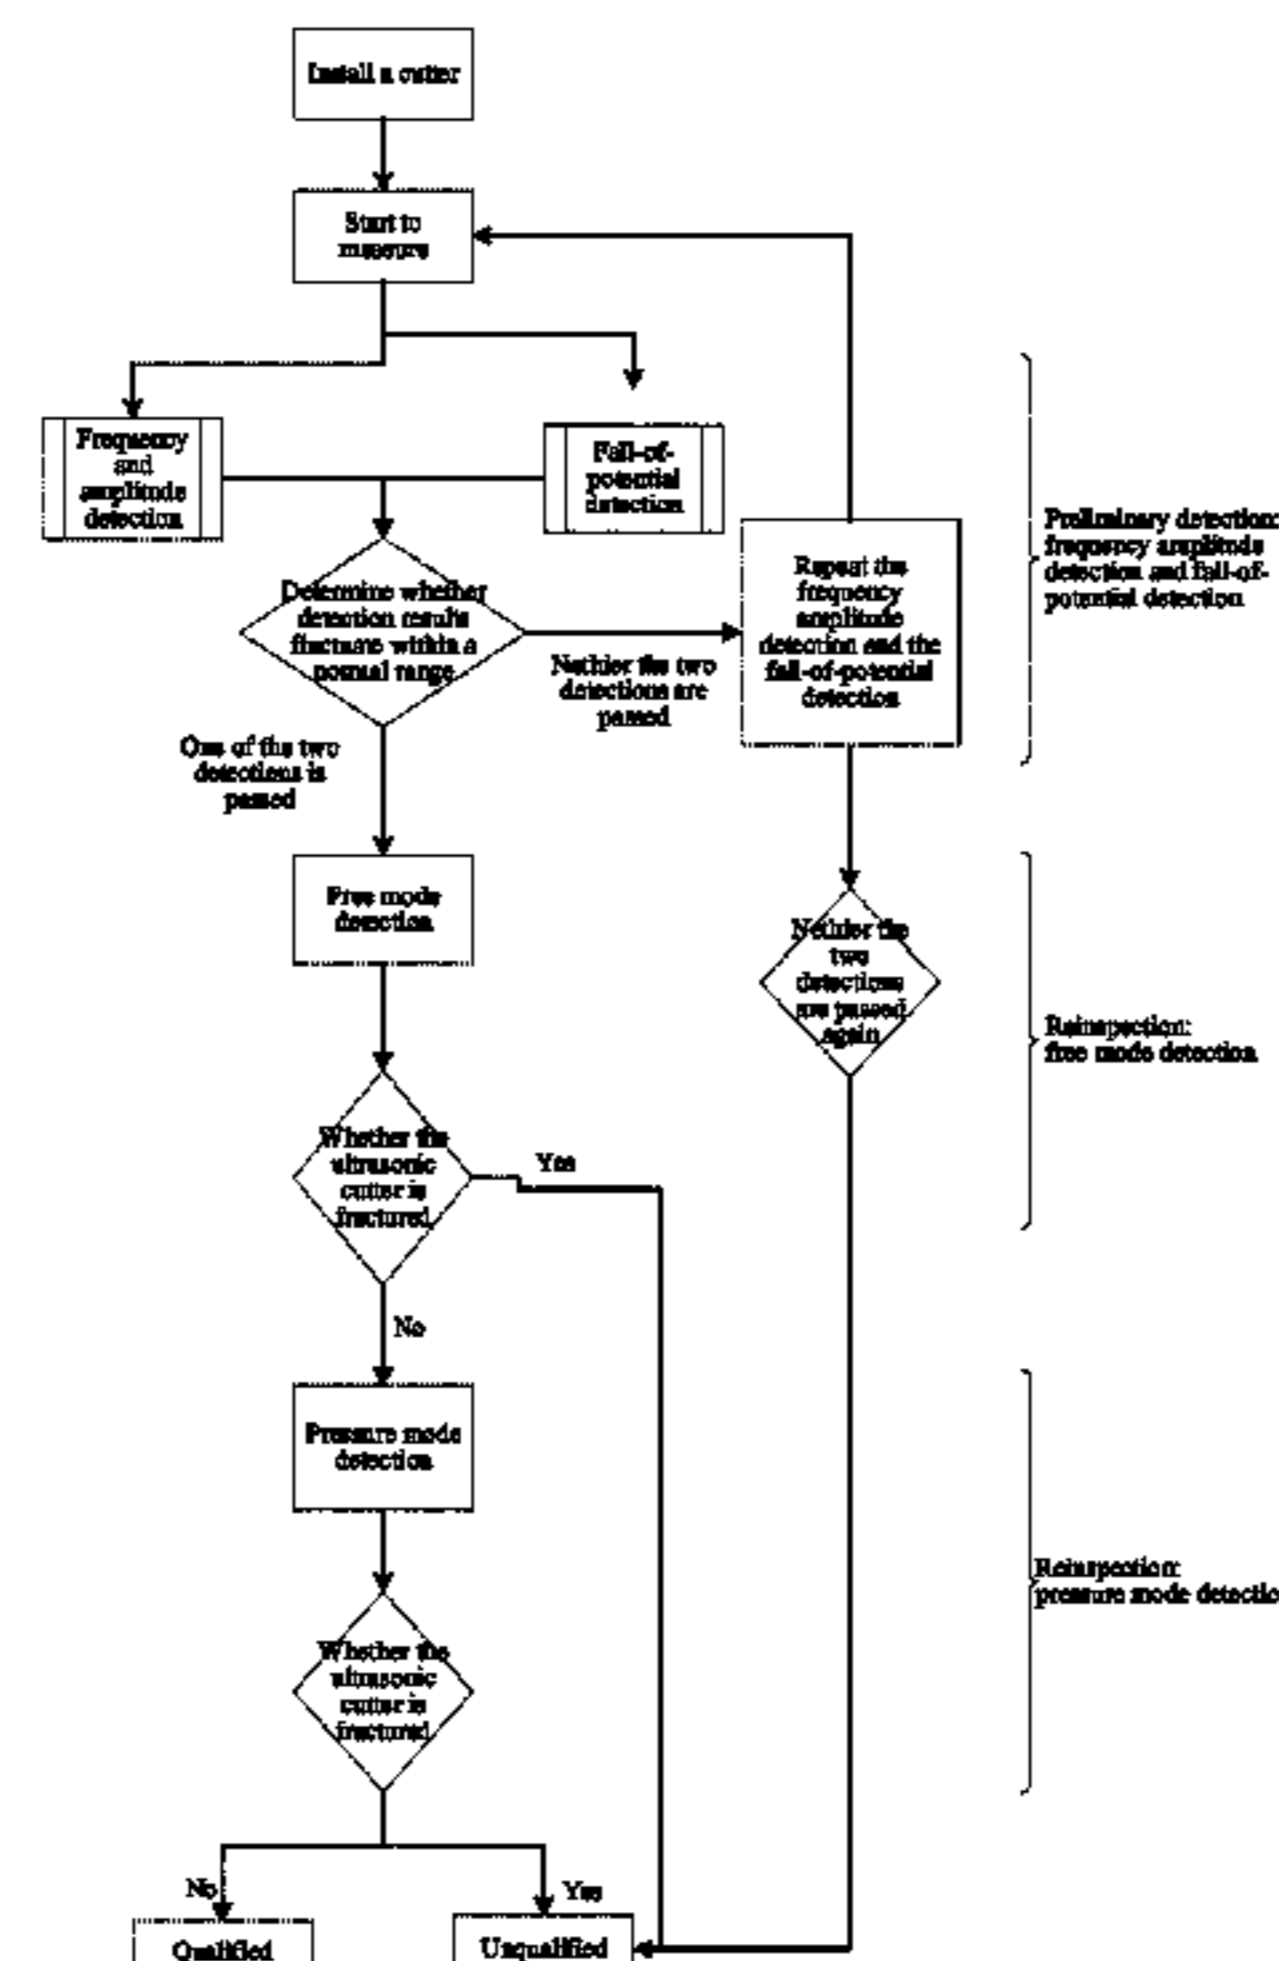 Install a cutter
Start to
measure
Frequency
and
amplitude
detection
Fall-of-
potential
detection
Determine whether
detection results
fluctuate within a
normal range
Nethier the two
detections are
passed
Repeat the
frequency
amplitude
detection and the
fall-of-potential
detection
Preliminary detection:
frequency amplitude
detection and fall-of-
potential detection
One of the two
detections is
passed
Free mode
detection
Nethier the
two
detections
are passed
again
Reinspection:
free mode detection
Whether the
ultrasonic
cutter is
fractured
Yes
No
Pressure mode
detection
Reinspection:
pressure mode detectio
Whether the
ultrasonic
cutter is
fractured
No
Yes
Qualified
Unqualified